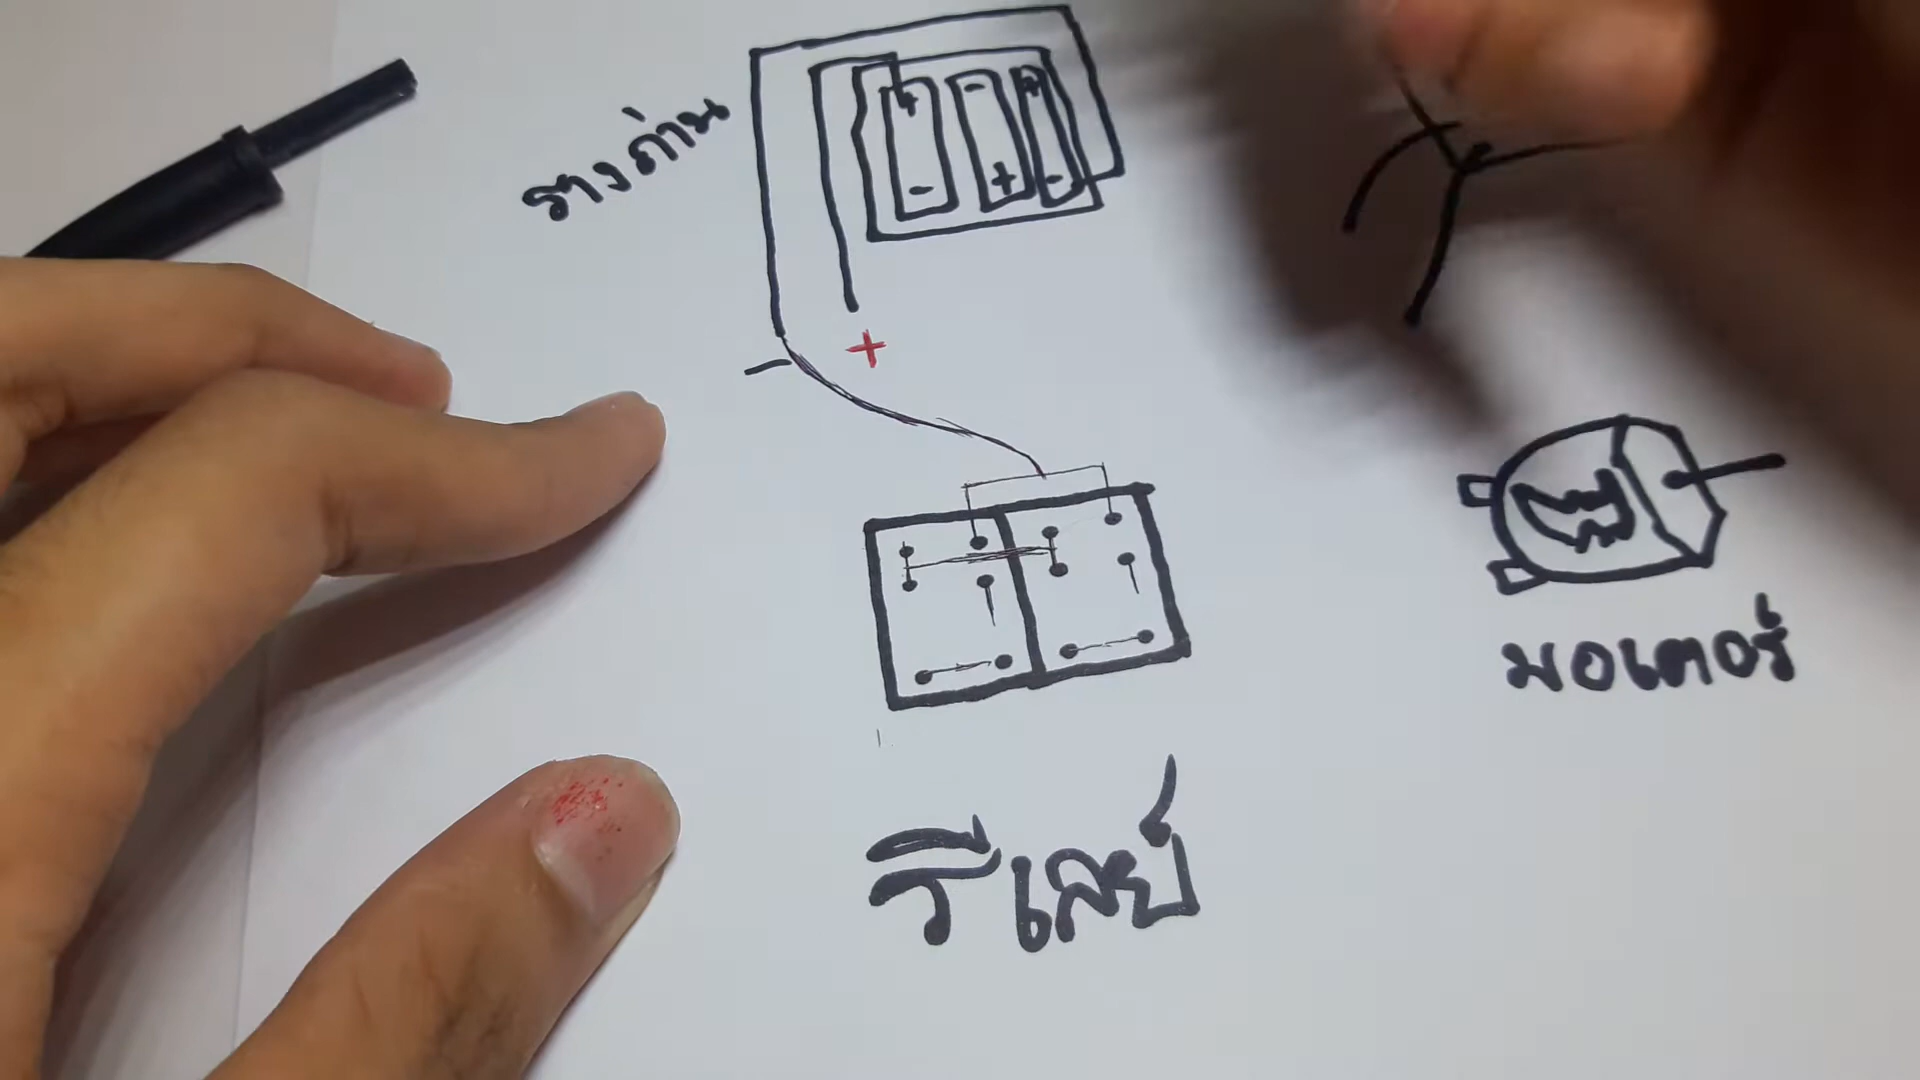 รางถ่าน
+ - +
- + -
- +
มอเตอร์
รีเลย์